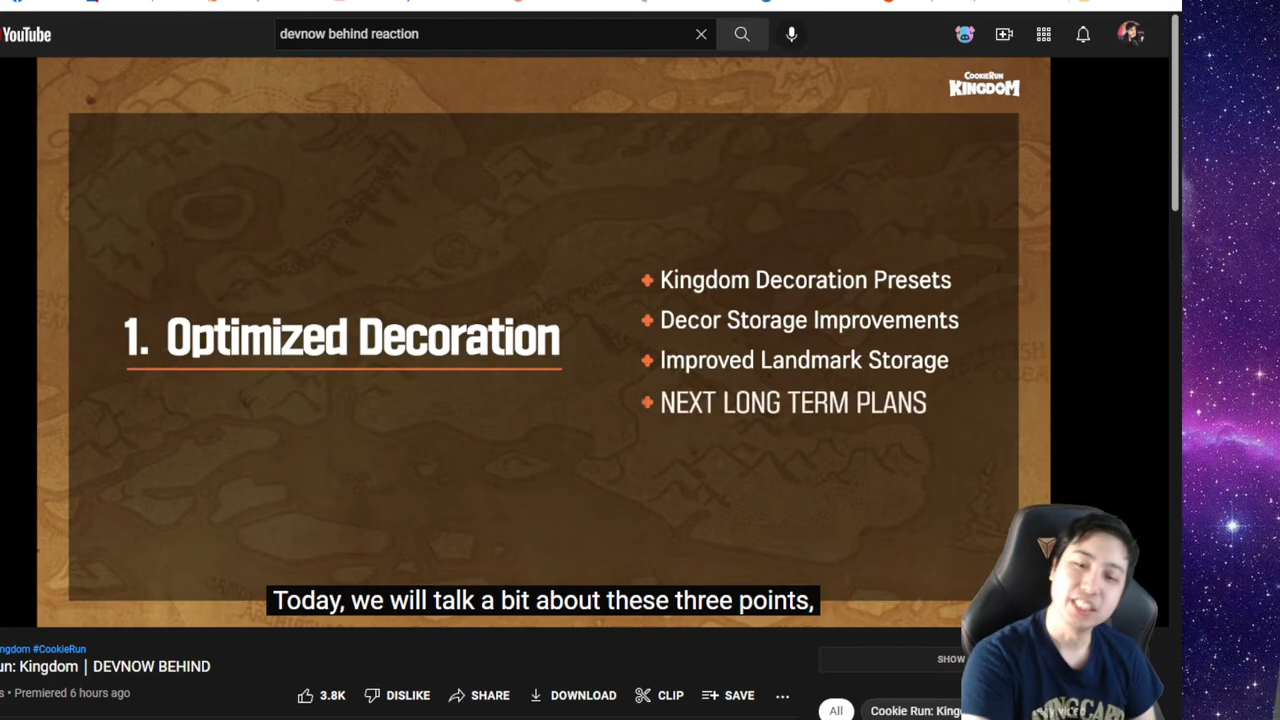 YouTube
devnow behind reaction
CookieRun
KINGDOM
1. Optimized Decoration
Kingdom Decoration Presets
Decor Storage Improvements
Improved Landmark Storage
NEXT LONG TERM PLANS
Today, we will talk a bit about these three points,
ngdom #CookieRun
un: Kingdom | DEVNOW BEHIND
s • Premiered 6 hours ago
3.8K
DISLIKE
SHARE
DOWNLOAD
CLIP
SAVE
SHOW
All
Cookie Run: King